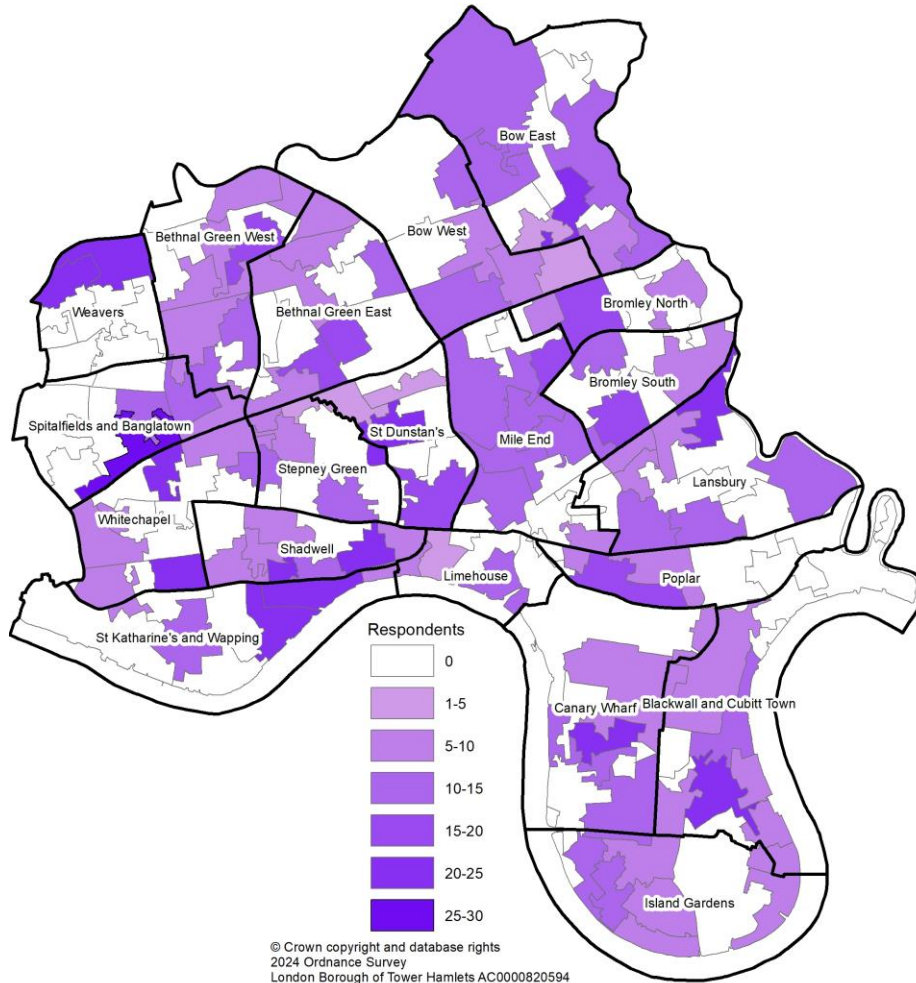 Bow East
Bethnal Green West
Bow West
Weavers
Bethnal Green East
Bromley North
Bromley South
Spitalfields and Banglatown
St Dunstan's
Mile End
Stepney Green
Lansbury
Whitechapel
Shadwell
Limehouse
Poplar
St Katharine's and Wapping
Canary Wharf
Blackwall and Cubitt Town
Island Gardens
Respondents
0
1-5
5-10
10-15
15-20
20-25
25-30
© Crown copyright and database rights
2024 Ordnance Survey
London Borough of Tower Hamlets AC0000820594